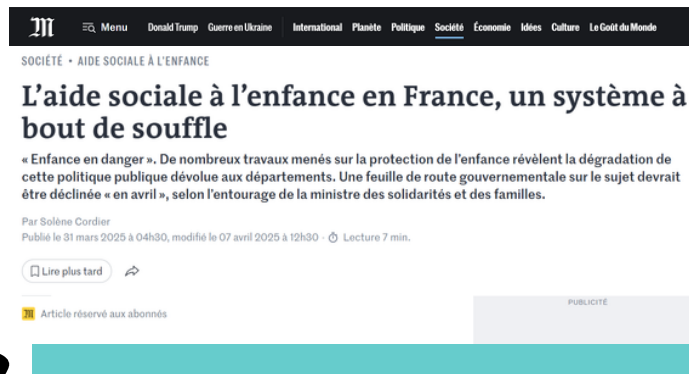 M Menu Donald Trump Guerre en Ukraine International Planète Politique Société Économie Idées Culture Le Goût du Monde
SOCIÉTÉ • AIDE SOCIALE À L'ENFANCE
L’aide sociale à l’enfance en France, un système à
bout de souffle
« Enfance en danger ». De nombreux travaux menés sur la protection de l’enfance révèlent la dégradation de
cette politique publique dévolue aux départements. Une feuille de route gouvernementale sur le sujet devrait
être déclinée « en avril », selon l’entourage de la ministre des solidarités et des familles.
Par Solène Cordier
Publié le 31 mars 2025 à 04h30, modifié le 07 avril 2025 à 12h30 · Lecture 7 min.
Lire plus tard
PUBLICITÉ
M Article réservé aux abonnés